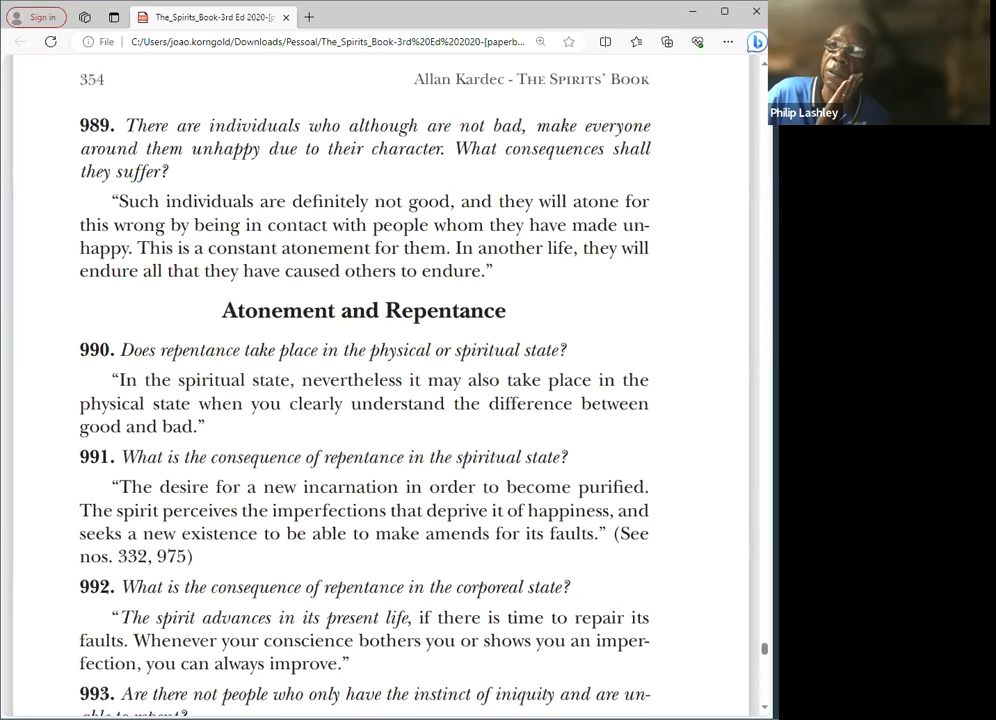 Sign in
The_Spirits_Book-3rd Ed 2020-[p
File
C:/Users/joao.korngold/Downloads/Pessoal/The_Spirits_Book-3rd%20Ed%202020-[paperb...
354
Allan Kardec - THE SPIRITS' BOOK
989. There are individuals who although are not bad, make everyone
around them unhappy due to their character. What consequences shall
they suffer?
“Such individuals are definitely not good, and they will atone for
this wrong by being in contact with people whom they have made un-
happy. This is a constant atonement for them. In another life, they will
endure all that they have caused others to endure.”
Atonement and Repentance
990. Does repentance take place in the physical or spiritual state?
“In the spiritual state, nevertheless it may also take place in the
physical state when you clearly understand the difference between
good and bad.”
991. What is the consequence of repentance in the spiritual state?
“The desire for a new incarnation in order to become purified.
The spirit perceives the imperfections that deprive it of happiness, and
seeks a new existence to be able to make amends for its faults.” (See
nos. 332, 975)
992. What is the consequence of repentance in the corporeal state?
“The spirit advances in its present life, if there is time to repair its
faults. Whenever your conscience bothers you or shows you an imper-
fection, you can always improve.”
993. Are there not people who only have the instinct of iniquity and are un-
able to repent?
Philip Lashley